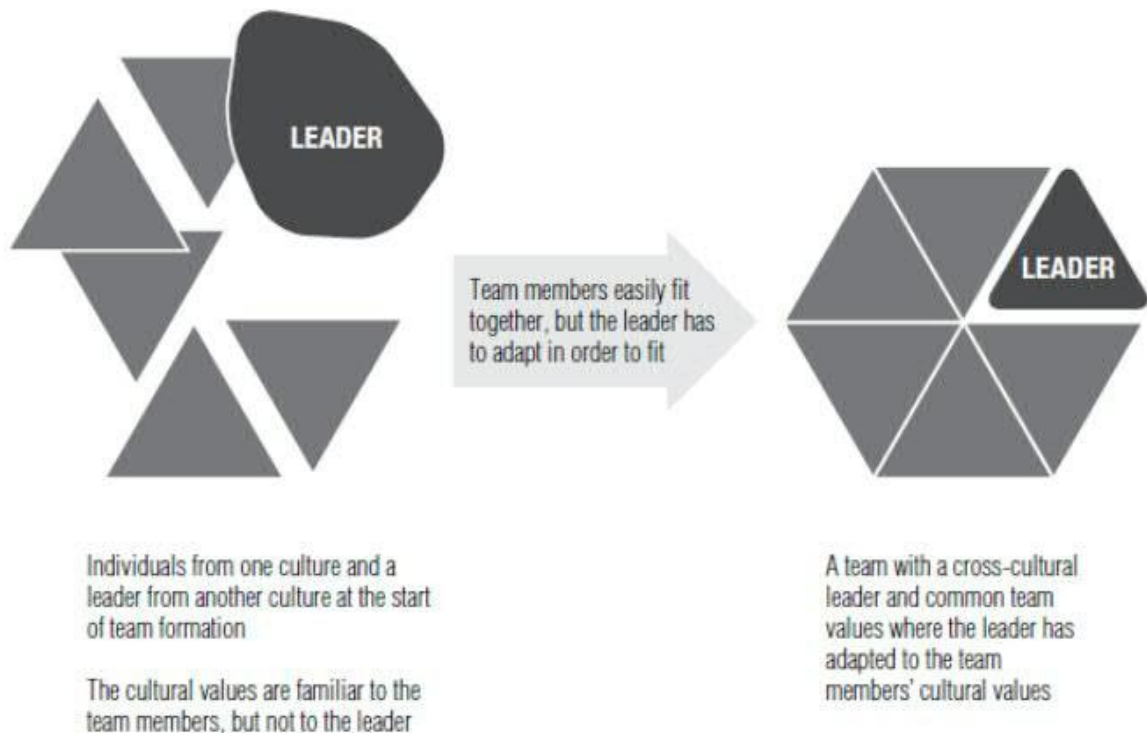 LEADER
Team members easily fit
together, but the leader has
to adapt in order to fit
LEADER
Individuals from one culture and a
leader from another culture at the start
of team formation
The cultural values are familiar to the
team members, but not to the leader
A team with a cross-cultural
leader and common team
values where the leader has
adapted to the team
members’ cultural values